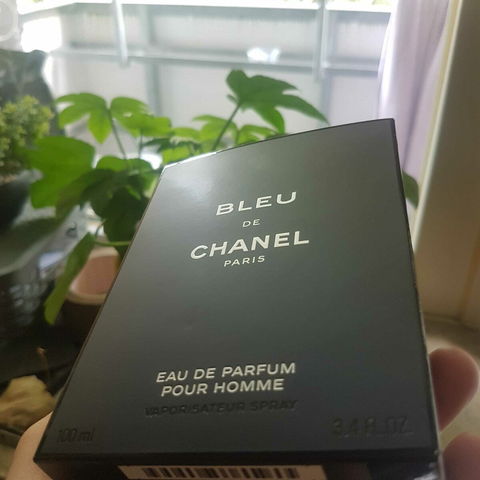 BLEU
DE
CHANEL
PARIS
EAU DE PARFUM
POUR HOMME
VAPORISATEUR SPRAY
100 ml
3.4 FL. OZ.